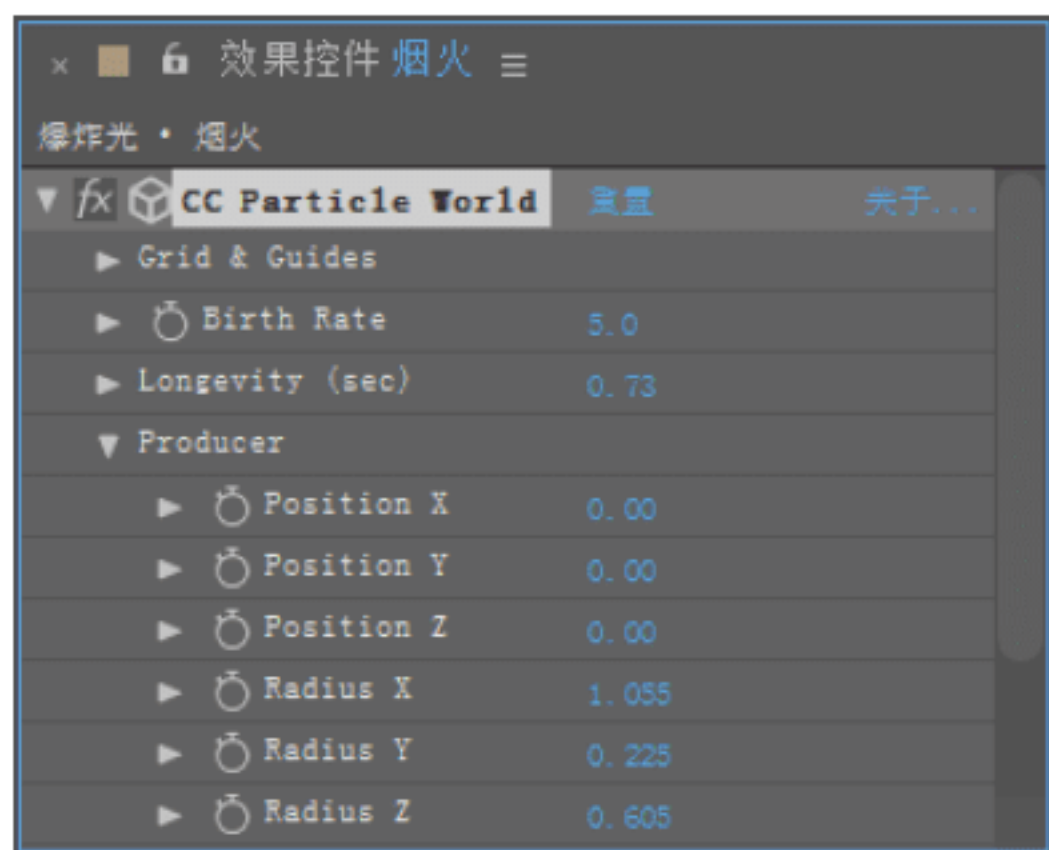 × 效果控件 烟火 ≡
爆炸光 • 烟火
fx CC Particle World 重置 关于...
Grid & Guides
Birth Rate 5.0
Longevity (sec) 0.73
Producer
Position X 0.00
Position Y 0.00
Position Z 0.00
Radius X 1.055
Radius Y 0.225
Radius Z 0.605